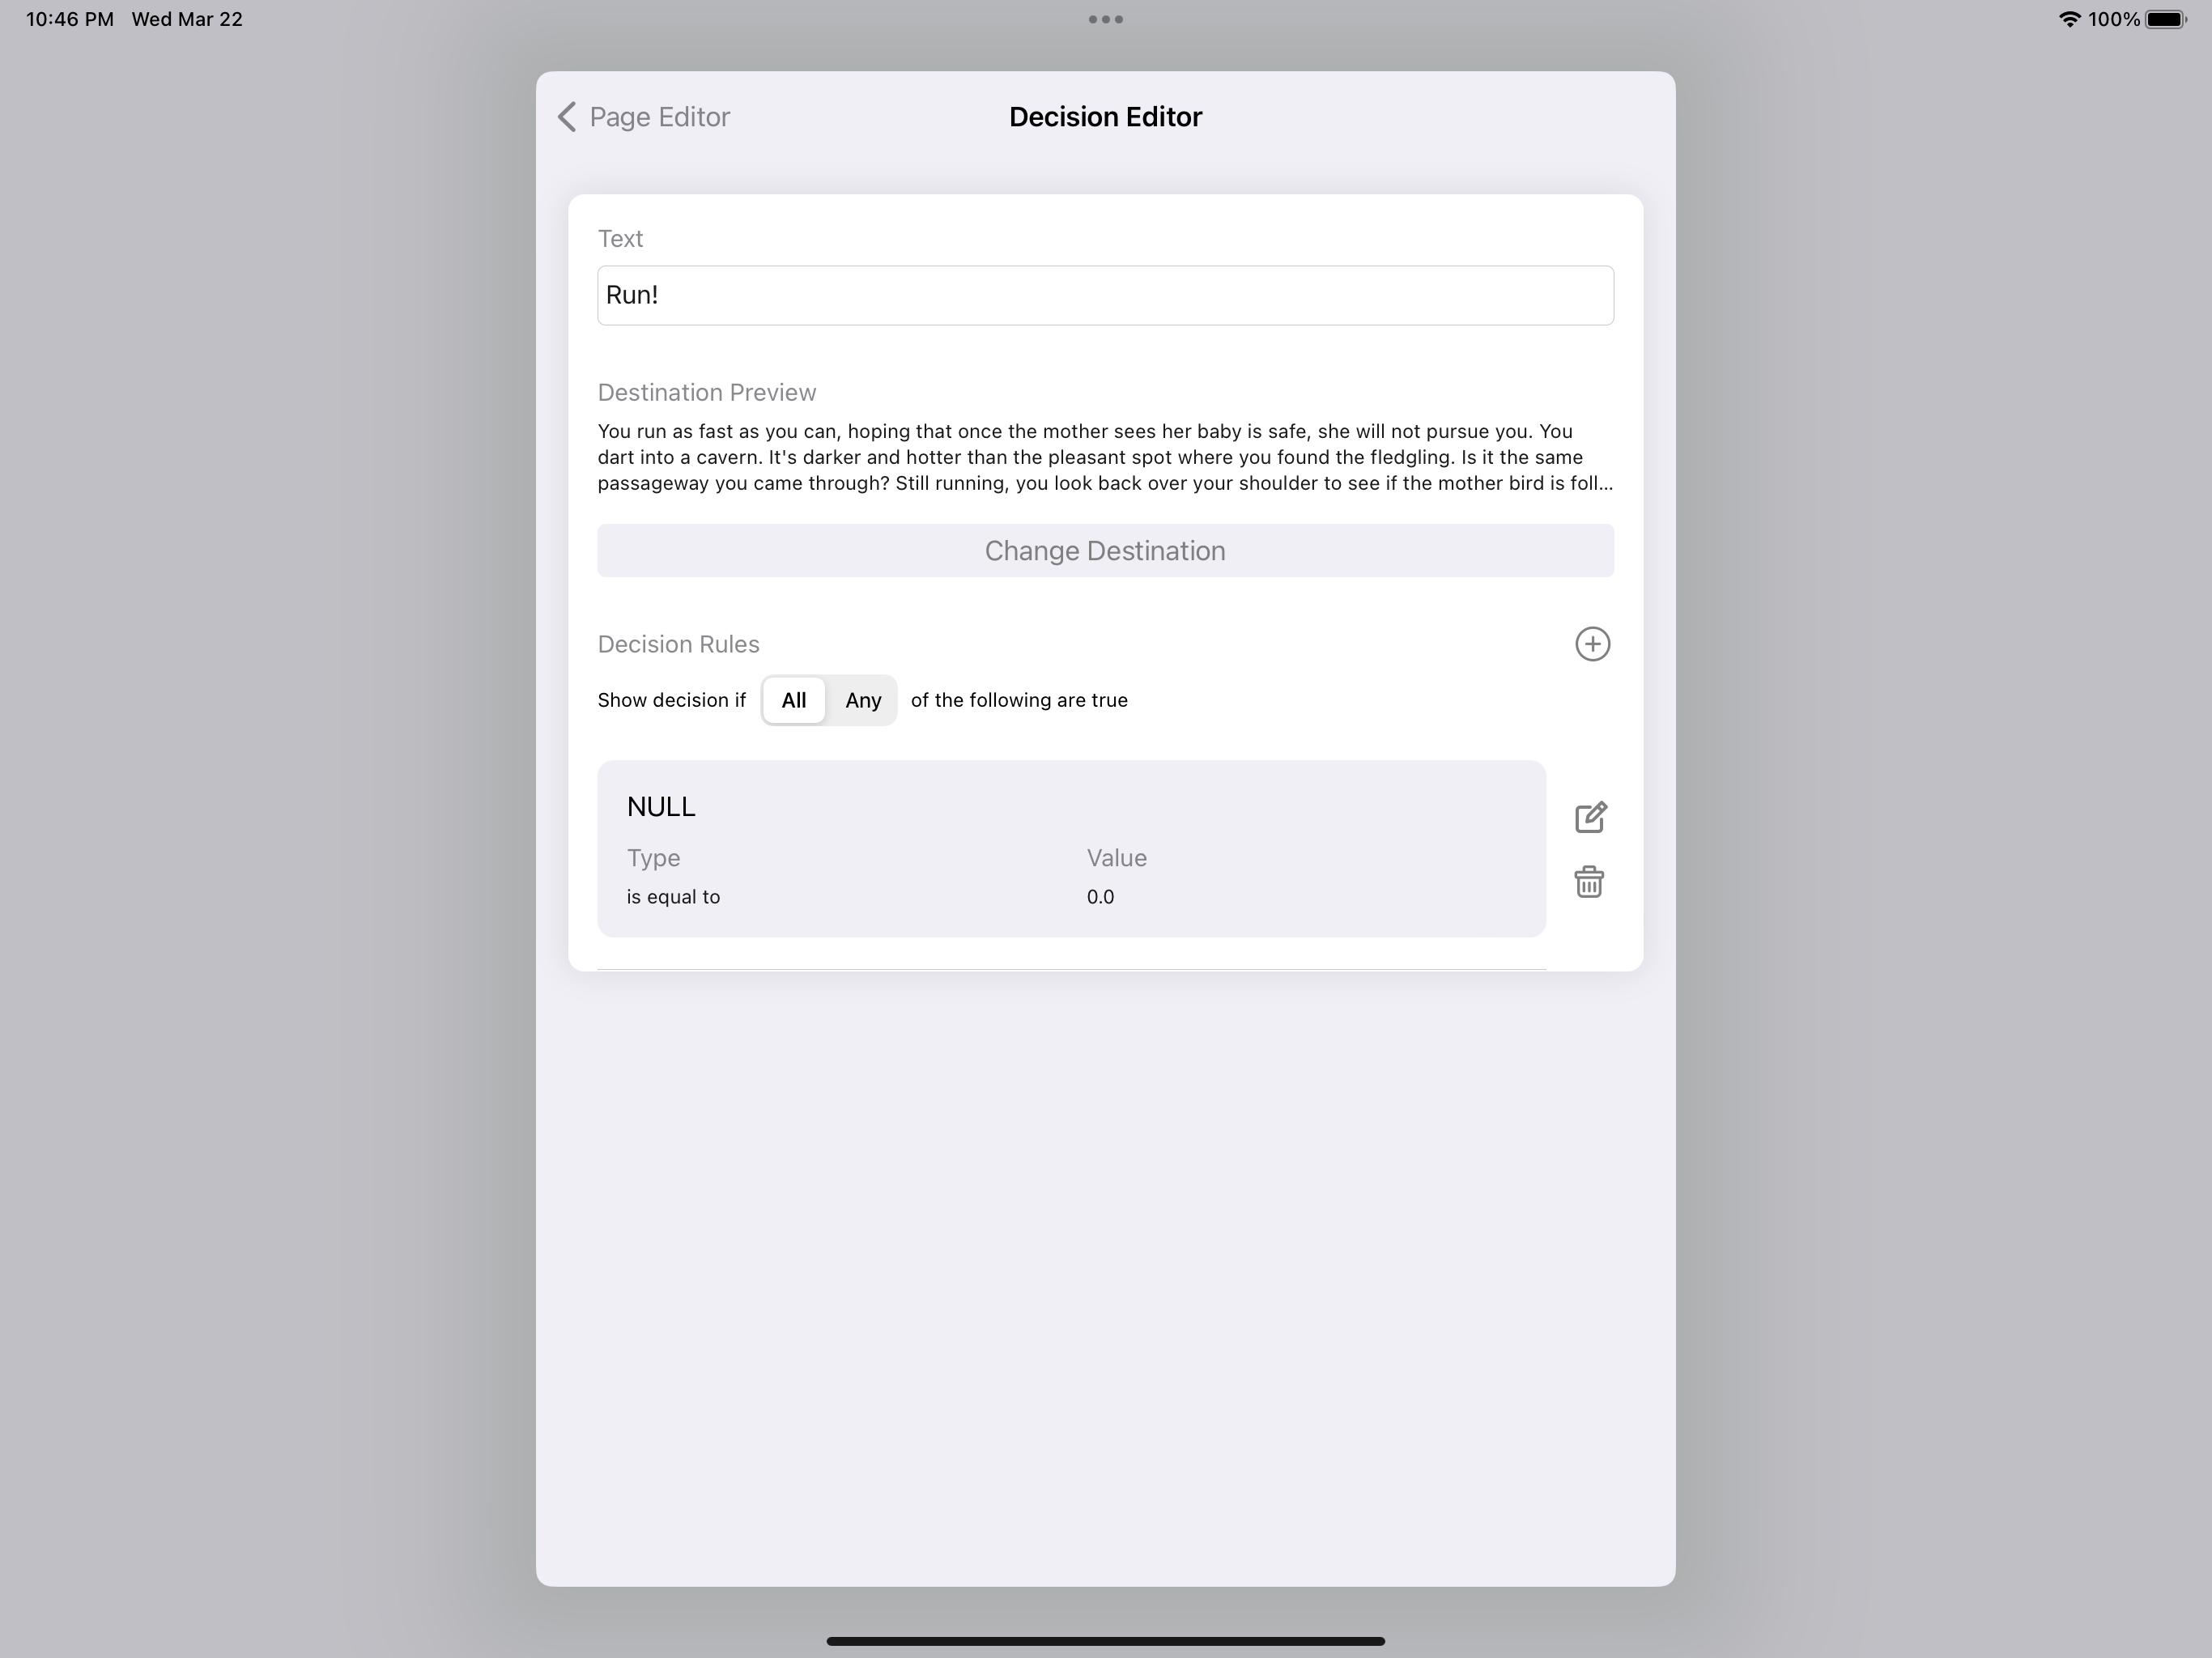 10:46 PM Wed Mar 22
100%
Page Editor
Decision Editor
Text
Run!
Destination Preview
You run as fast as you can, hoping that once the mother sees her baby is safe, she will not pursue you. You
dart into a cavern. It's darker and hotter than the pleasant spot where you found the fledgling. Is it the same
passageway you came through? Still running, you look back over your shoulder to see if the mother bird is foll...
Change Destination
Decision Rules
Show decision if All Any of the following are true
NULL
Type Value
is equal to 0.0